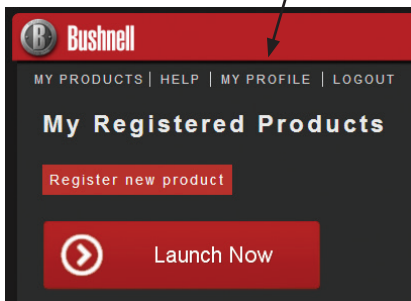 B Bushnell
MY PRODUCTS | HELP | MY PROFILE | LOGOUT
My Registered Products
Register new product
Launch Now